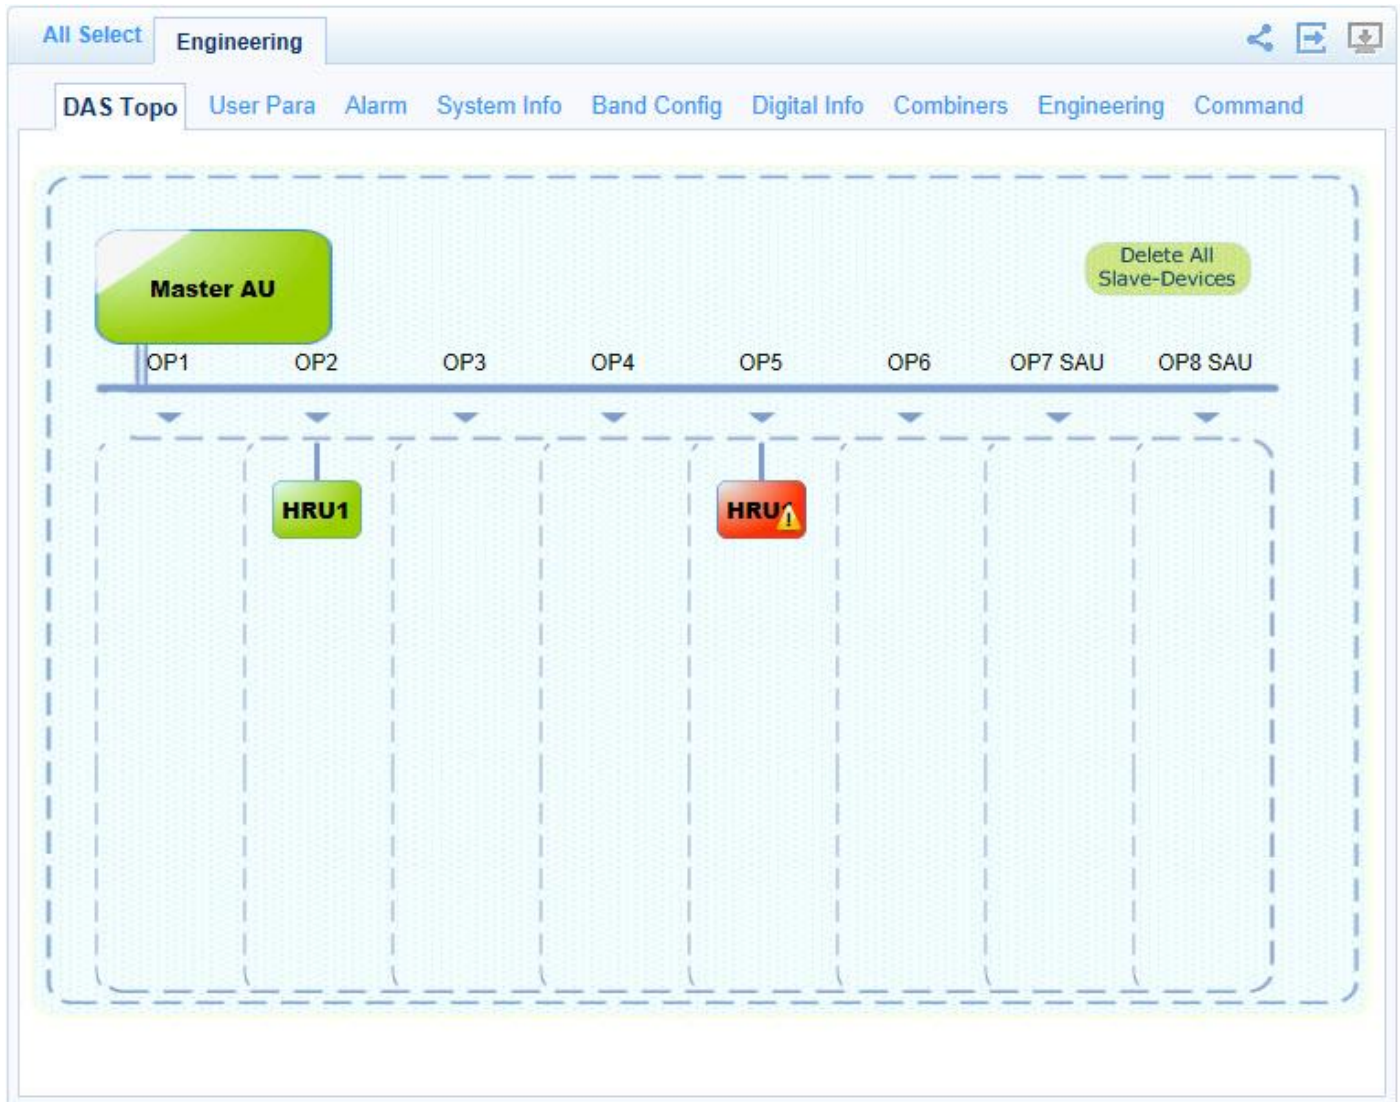 All Select Engineering
DAS Topo User Para Alarm System Info Band Config Digital Info Combiners Engineering Command
Delete All
Slave-Devices
Master AU
OP1 OP2 OP3 OP4 OP5 OP6 OP7 SAU OP8 SAU
HRU1